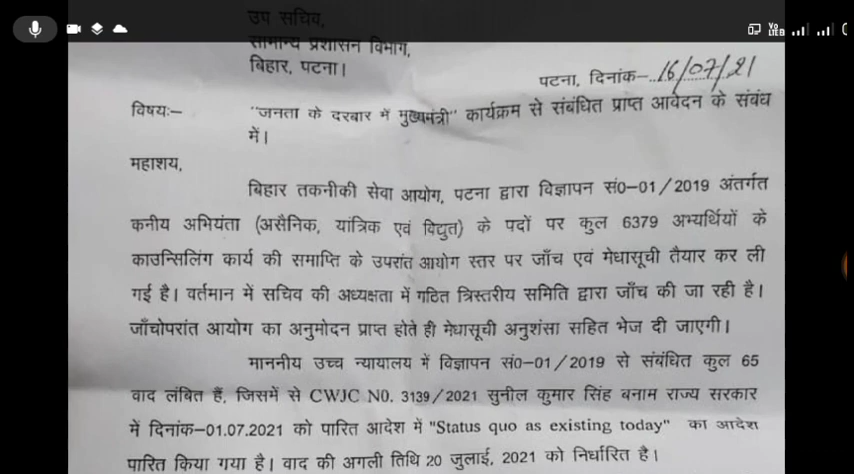 Vo
LTEB
उप सचिव,
सामान्य प्रशासन विभाग,
बिहार, पटना।
पटना, दिनांक-..16/07/21
विषयः– "जनता के दरबार में मुख्यमंत्री" कार्यक्रम से संबंधित प्राप्त आवेदन के संबंध
में।
महाशय,
बिहार तकनीकी सेवा आयोग, पटना द्वारा विज्ञापन सं0-01/2019 अंतर्गत
कनीय अभियंता (असैनिक, यांत्रिक एवं विद्युत) के पदों पर कुल 6379 अभ्यर्थियों के
काउन्सिलिंग कार्य की समाप्ति के उपरांत आयोग स्तर पर जाँच एवं मेधासूची तैयार कर ली
गई है। वर्तमान में सचिव की अध्यक्षता में गठित त्रिस्तरीय समिति द्वारा जाँच की जा रही है।
जाँचोपरांत आयोग का अनुमोदन प्राप्त होते ही मेधासूची अनुशंसा सहित भेज दी जाएगी।
माननीय उच्च न्यायालय में विज्ञापन सं0-01/2019 से संबंधित कुल 65
वाद लंबित हैं, जिसमें से CWJC NO. 3139/2021 सुनील कुमार सिंह बनाम राज्य सरकार
में दिनांक-01.07.2021 को पारित आदेश में "Status quo as existing today" का आदेश
पारित किया गया है। वाद की अगली तिथि 20 जुलाई, 2021 को निर्धारित है।